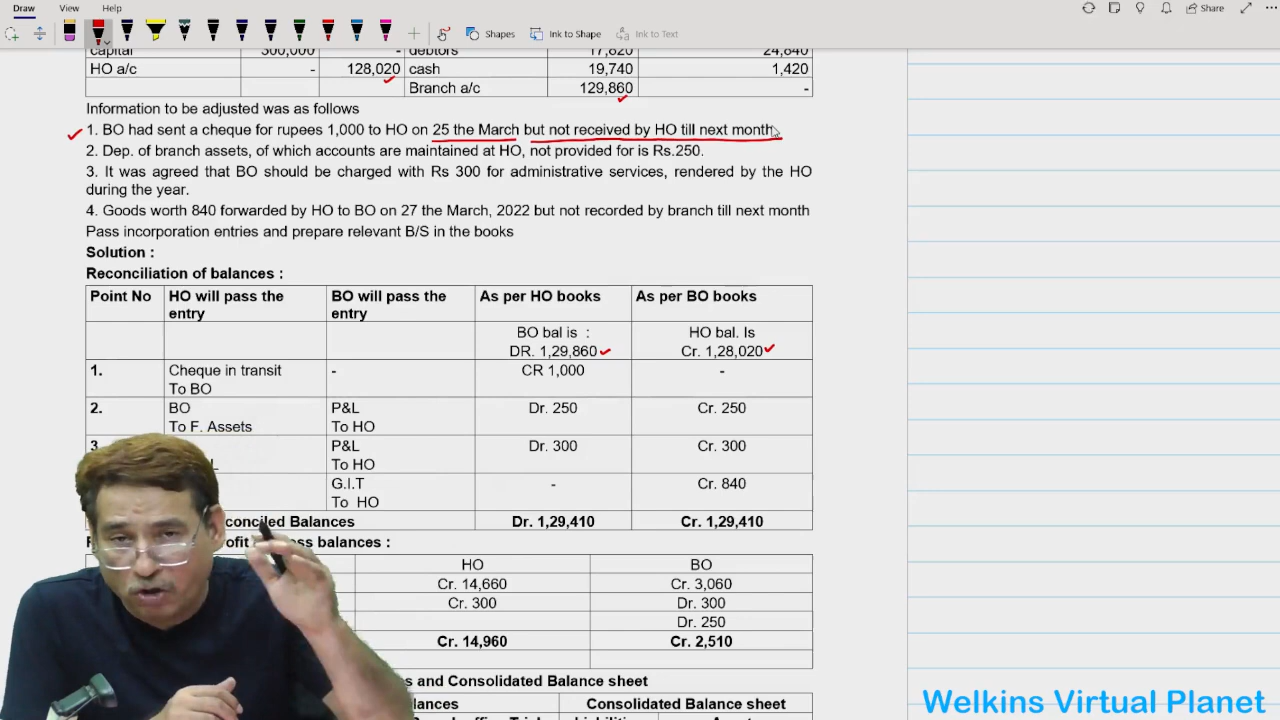 Draw View Help Share
Shapes Ink to Shape Ink to Text
capital 300,000 - debtors 17,820 24,640
HO a/c - 128,020 cash 19,740 1,420
Branch a/c 129,860 -
Information to be adjusted was as follows
1. BO had sent a cheque for rupees 1,000 to HO on 25 the March but not received by HO till next month
2. Dep. of branch assets, of which accounts are maintained at HO, not provided for is Rs.250.
3. It was agreed that BO should be charged with Rs 300 for administrative services, rendered by the HO
during the year.
4. Goods worth 840 forwarded by HO to BO on 27 the March, 2022 but not recorded by branch till next month
Pass incorporation entries and prepare relevant B/S in the books
Solution :
Reconciliation of balances :
Point No HO will pass the entry BO will pass the entry As per HO books As per BO books
BO bal is : HO bal. Is
DR. 1,29,860 Cr. 1,28,020
1. Cheque in transit - CR 1,000 -
To BO
2. BO P&L Dr. 250 Cr. 250
To F. Assets To HO
3. P&L Dr. 300 Cr. 300
To HO
G.I.T - Cr. 840
To HO
Balances Dr. 1,29,410 Cr. 1,29,410
balances :
HO BO
Cr. 14,660 Cr. 3,060
Cr. 300 Dr. 300
Dr. 250
Cr. 14,960 Cr. 2,510
and Consolidated Balance sheet
Consolidated Balance sheet
Welkins Virtual Planet